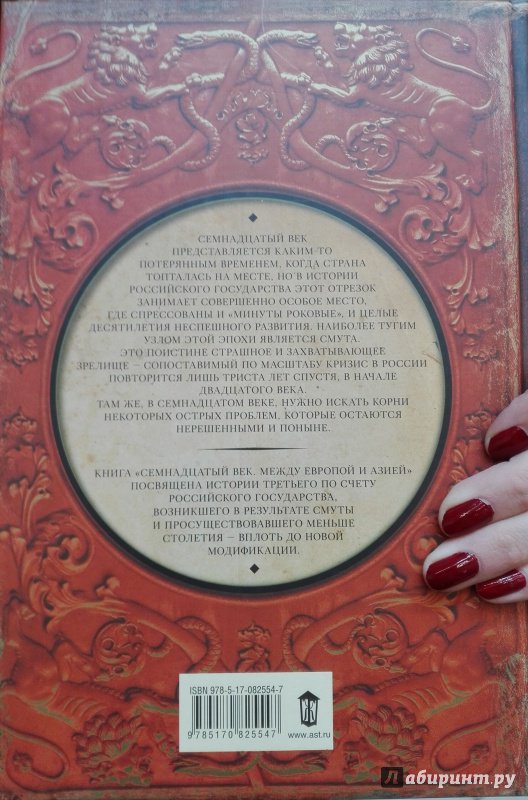 СЕМНАДЦАТЫЙ ВЕК
ПРЕДСТАВЛЯЕТСЯ КАКИМ-ТО
ПОТЕРЯННЫМ ВРЕМЕНЕМ, КОГДА СТРАНА
ТОПТАЛАСЬ НА МЕСТЕ, НО В ИСТОРИИ
РОССИЙСКОГО ГОСУДАРСТВА ЭТОТ ОТРЕЗОК
ЗАНИМАЕТ СОВЕРШЕННО ОСОБОЕ МЕСТО,
ГДЕ СПРЕССОВАНЫ И «МИНУТЫ РОКОВЫЕ», И ЦЕЛЫЕ
ДЕСЯТИЛЕТИЯ НЕСПЕШНОГО РАЗВИТИЯ. НАИБОЛЕЕ ТУГИМ
УЗЛОМ ЭТОЙ ЭПОХИ ЯВЛЯЕТСЯ СМУТА.
ЭТО ПОИСТИНЕ СТРАШНОЕ И ЗАХВАТЫВАЮЩЕЕ
ЗРЕЛИЩЕ – СОПОСТАВИМЫЙ ПО МАСШТАБУ КРИЗИС В РОССИИ
ПОВТОРИТСЯ ЛИШЬ ТРИСТА ЛЕТ СПУСТЯ, В НАЧАЛЕ
ДВАДЦАТОГО ВЕКА.
ТАМ ЖЕ, В СЕМНАДЦАТОМ ВЕКЕ, НУЖНО ИСКАТЬ КОРНИ
НЕКОТОРЫХ ОСТРЫХ ПРОБЛЕМ, КОТОРЫЕ ОСТАЮТСЯ
НЕРЕШЕННЫМИ И ПОНЫНЕ.
КНИГА «СЕМНАДЦАТЫЙ ВЕК. МЕЖДУ ЕВРОПОЙ И АЗИЕЙ»
ПОСВЯЩЕНА ИСТОРИИ ТРЕТЬЕГО ПО СЧЕТУ
РОССИЙСКОГО ГОСУДАРСТВА,
ВОЗНИКШЕГО В РЕЗУЛЬТАТЕ СМУТЫ
И ПРОСУЩЕСТВОВАВШЕГО МЕНЬШЕ
СТОЛЕТИЯ – ВПЛОТЬ ДО НОВОЙ
МОДИФИКАЦИИ.
ISBN 978-5-17-082554-7
9785170825547
www.ast.ru
Лабиринт.ру